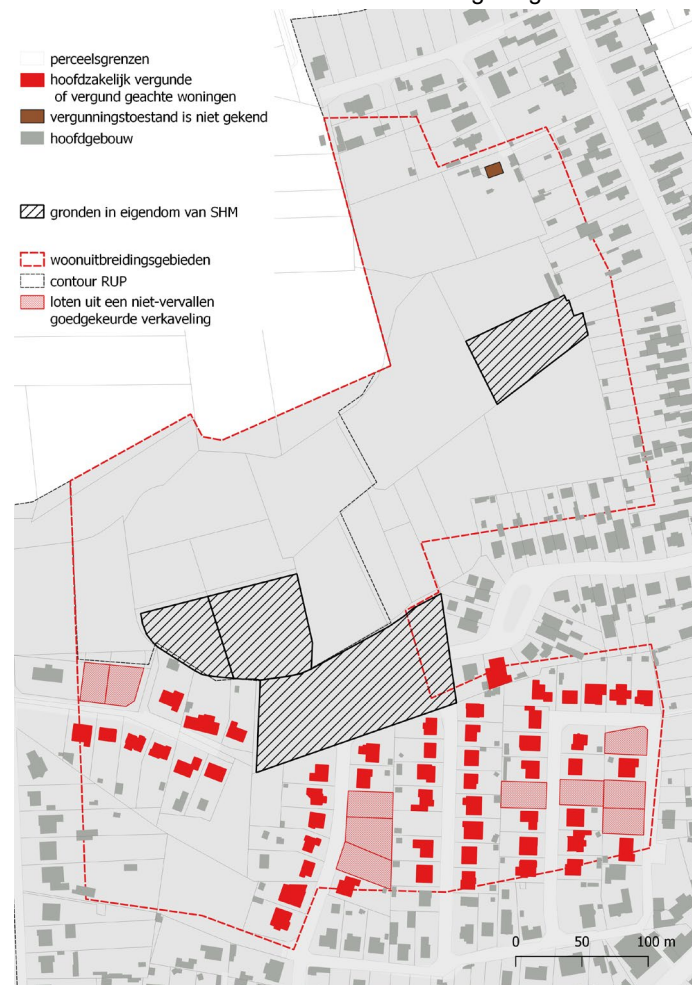 perceelsgrenzen
hoofdzakelijk vergunde
of vergund geachte woningen
vergunningstoestand is niet gekend
hoofdgebouw
gronden in eigendom van SHM
woonuitbreidingsgebieden
contour RUP
loten uit een niet-vervallen
goedgekeurde verkaveling
0 50 100 m